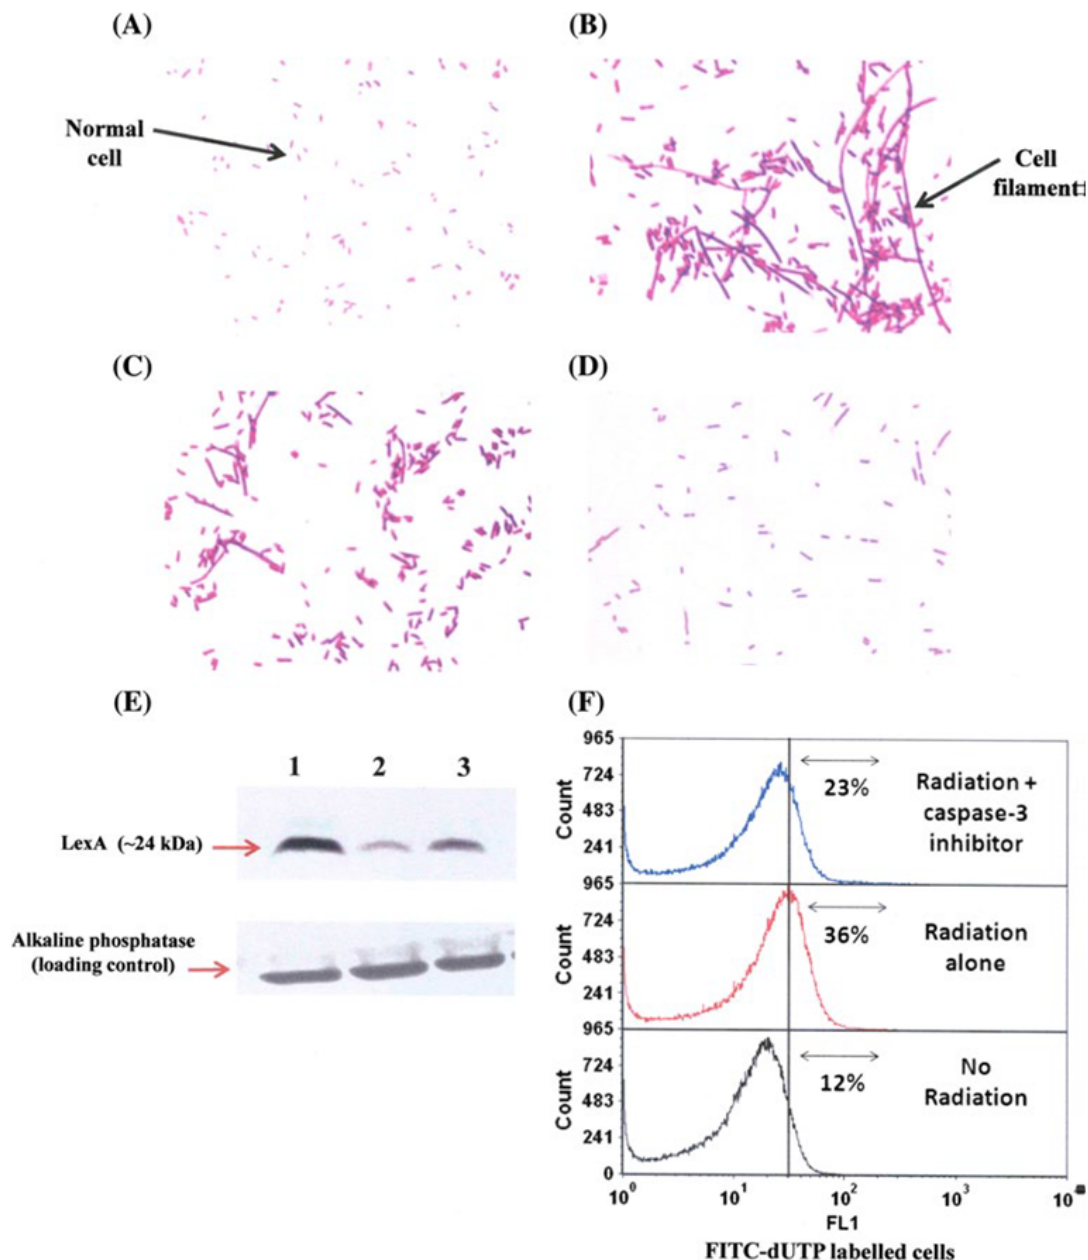 (A)
(B)
Normal
cell
Cell
filament
(C)
(D)
(E)
1 2 3
LexA (~24 kDa)
Alkaline phosphatase
(loading control)
(F)
965
724
483
241
Count
23%
Radiation +
caspase-3
inhibitor
965
724
483
241
Count
36%
Radiation
alone
965
724
483
241
0
Count
12%
No
Radiation
10⁰ 10¹ 10² 10³
FL1
FITC-dUTP labelled cells